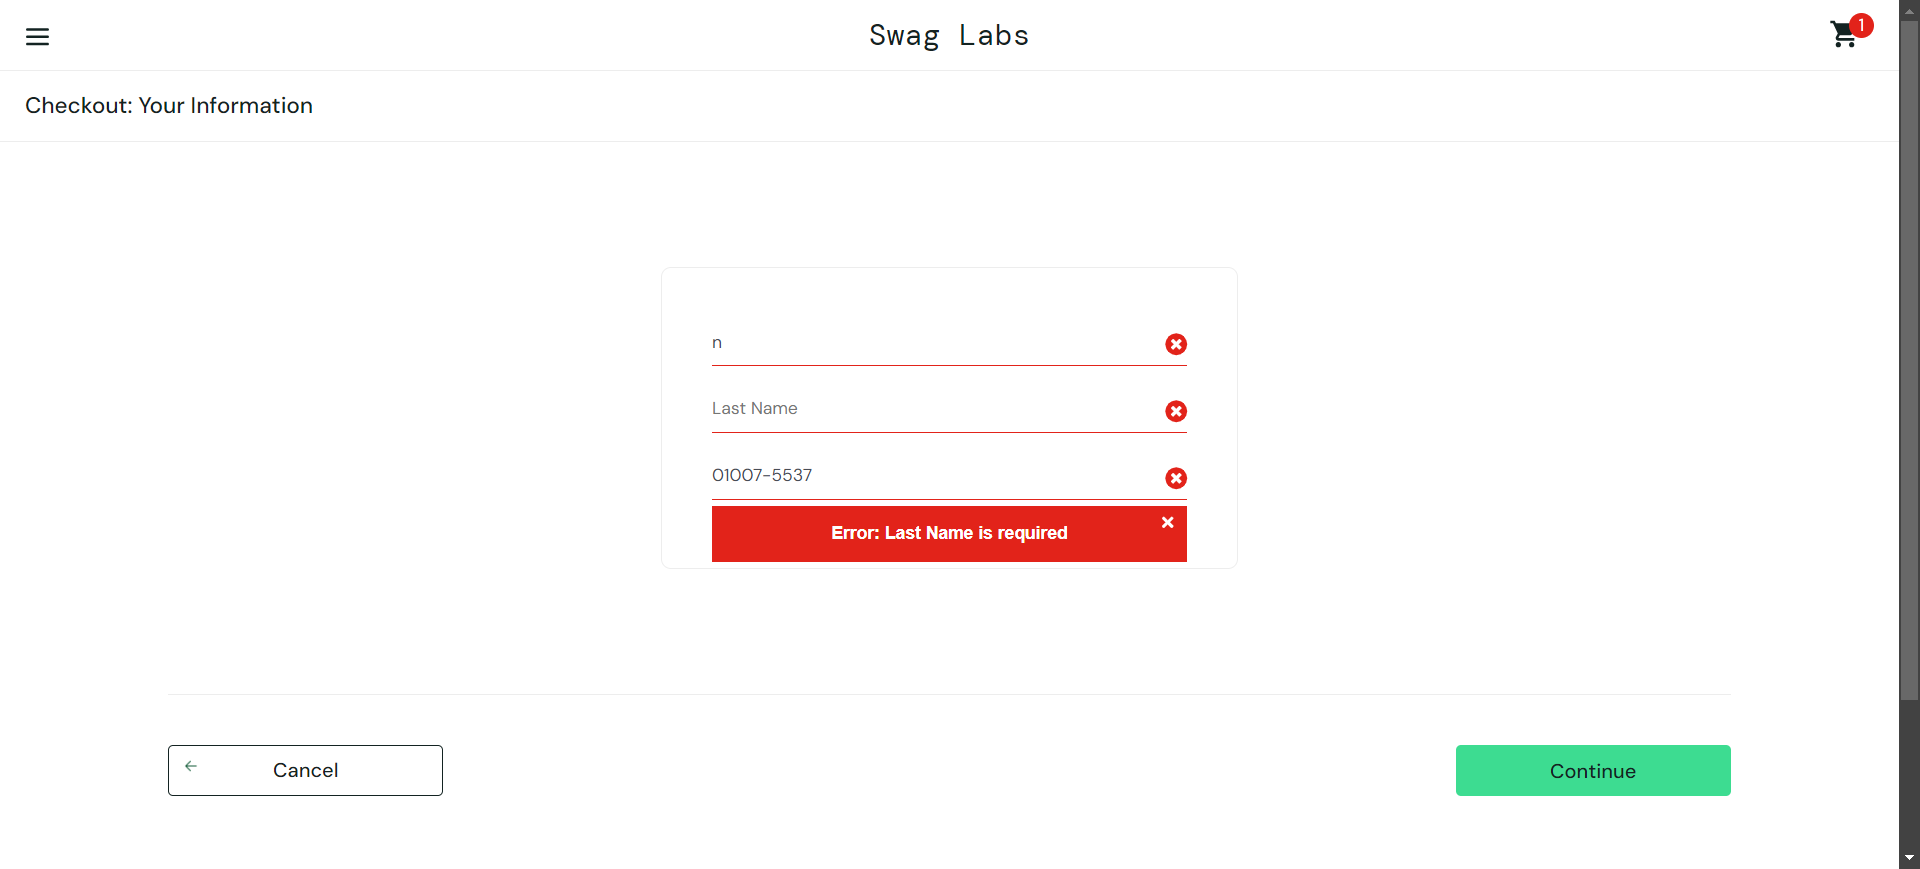 Swag Labs
1
Checkout: Your Information
n
Last Name
01007-5537
Error: Last Name is required
Cancel
Continue